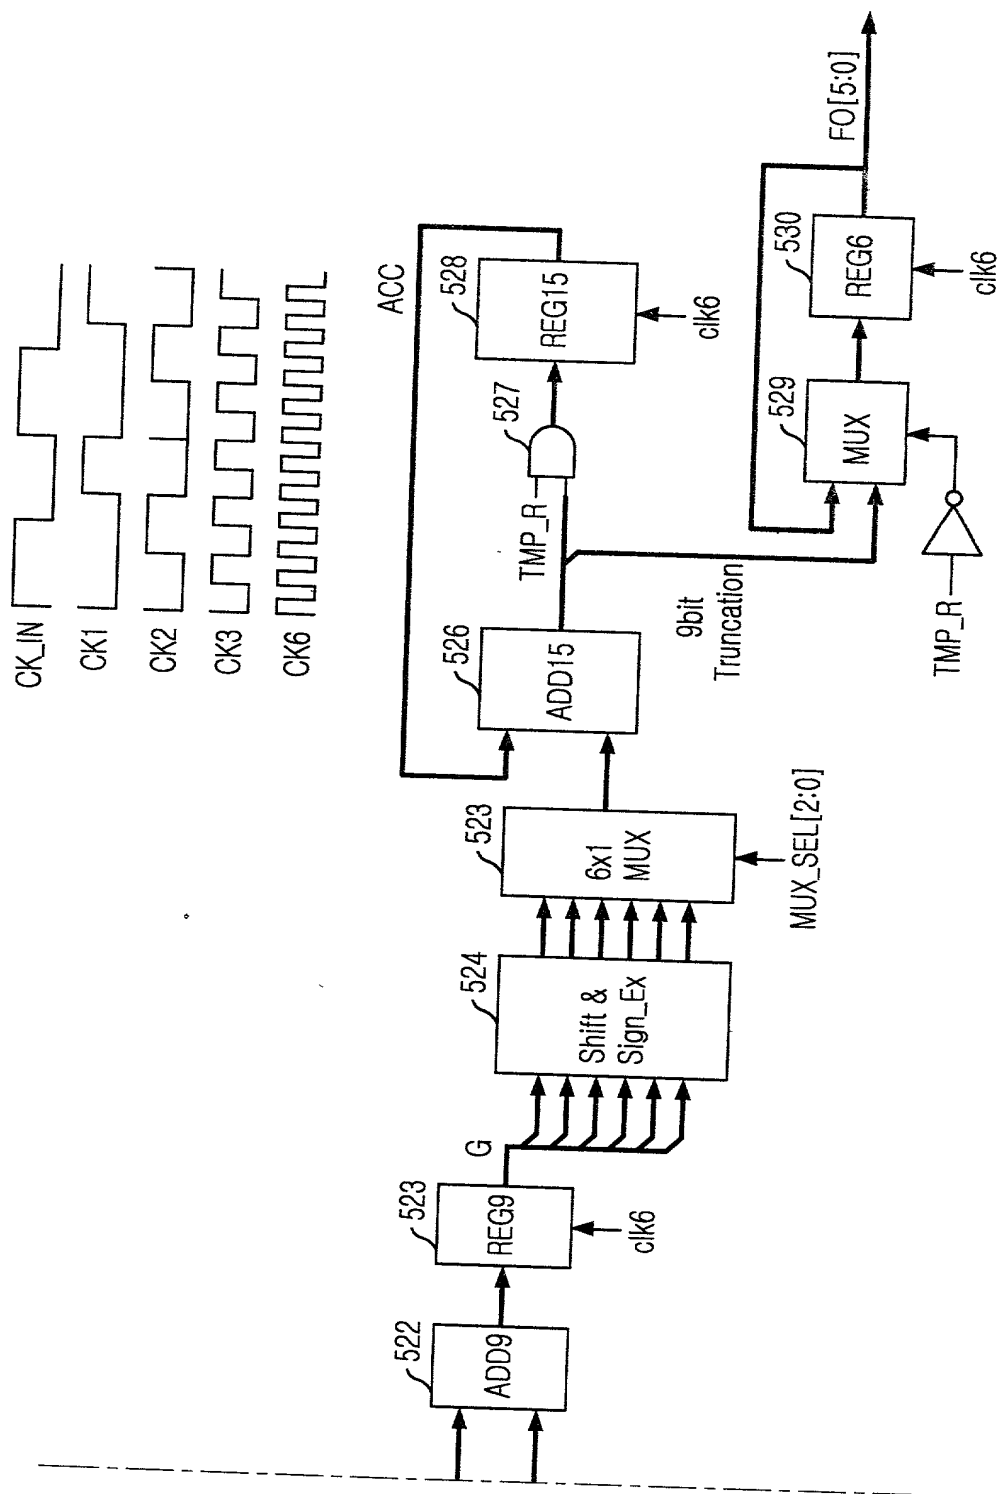 CK_IN
CK1
CK2
CK3
CK6
522
ADD9
523
REG9
clk6
G
524
Shift &
Sign_Ex
523
6x1
MUX
MUX_SEL[2:0]
526
ADD15
ACC
TMP_R
527
528
REG15
clk6
9bit
Truncation
TMP_R
529
MUX
530
REG6
clk6
FO[5:0]